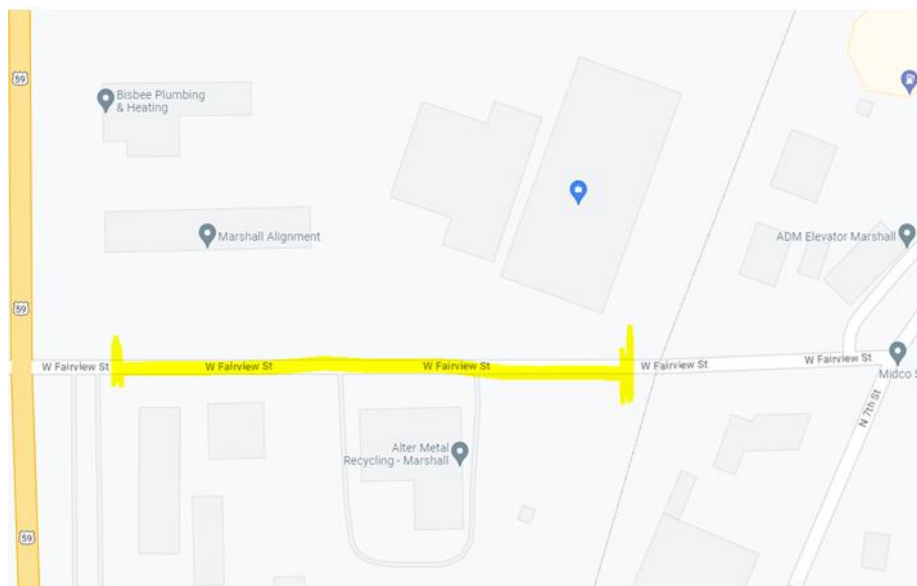 59
Bisbee Plumbing
& Heating
Marshall Alignment
ADM Elevator Marshall
59
W Fairview St
W Fairview St
W Fairview St
W Fairview St
W Fairview St
Midco S
N 7th St
Alter Metal
Recycling - Marshall
59